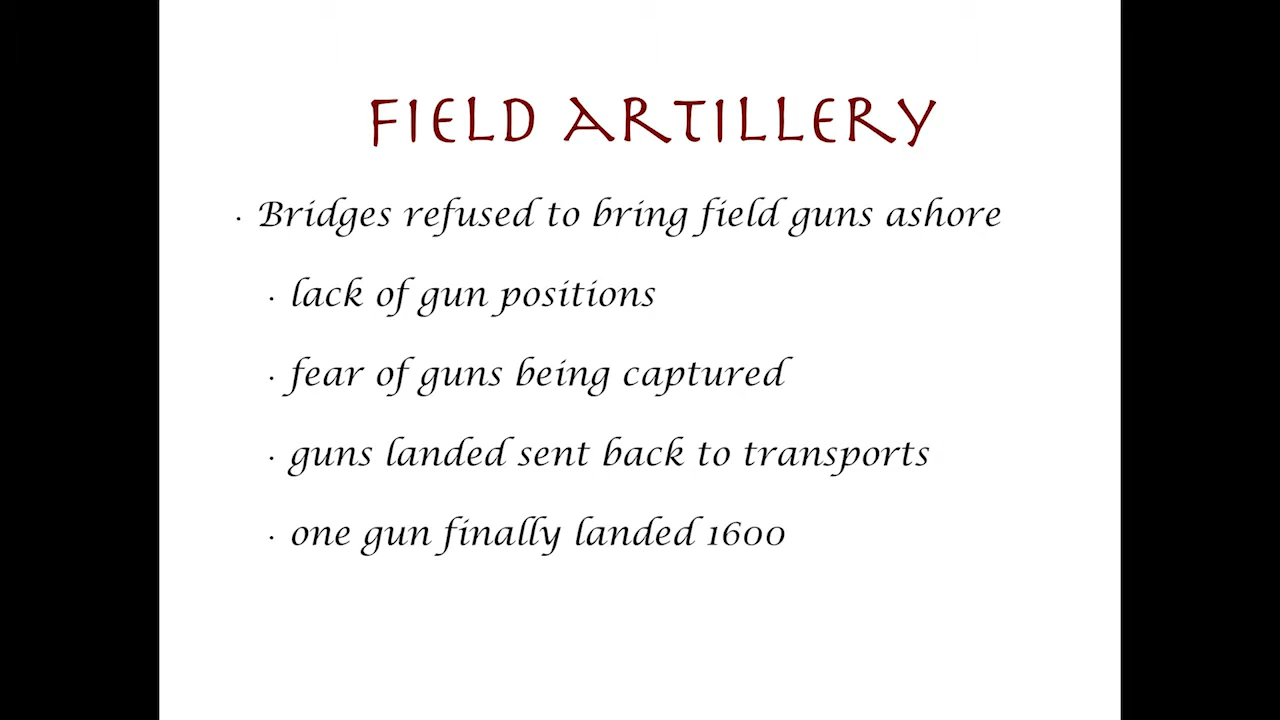 FIELD ARTILLERY
· Bridges refused to bring field guns ashore
· lack of gun positions
· fear of guns being captured
· guns landed sent back to transports
· one gun finally landed 1600